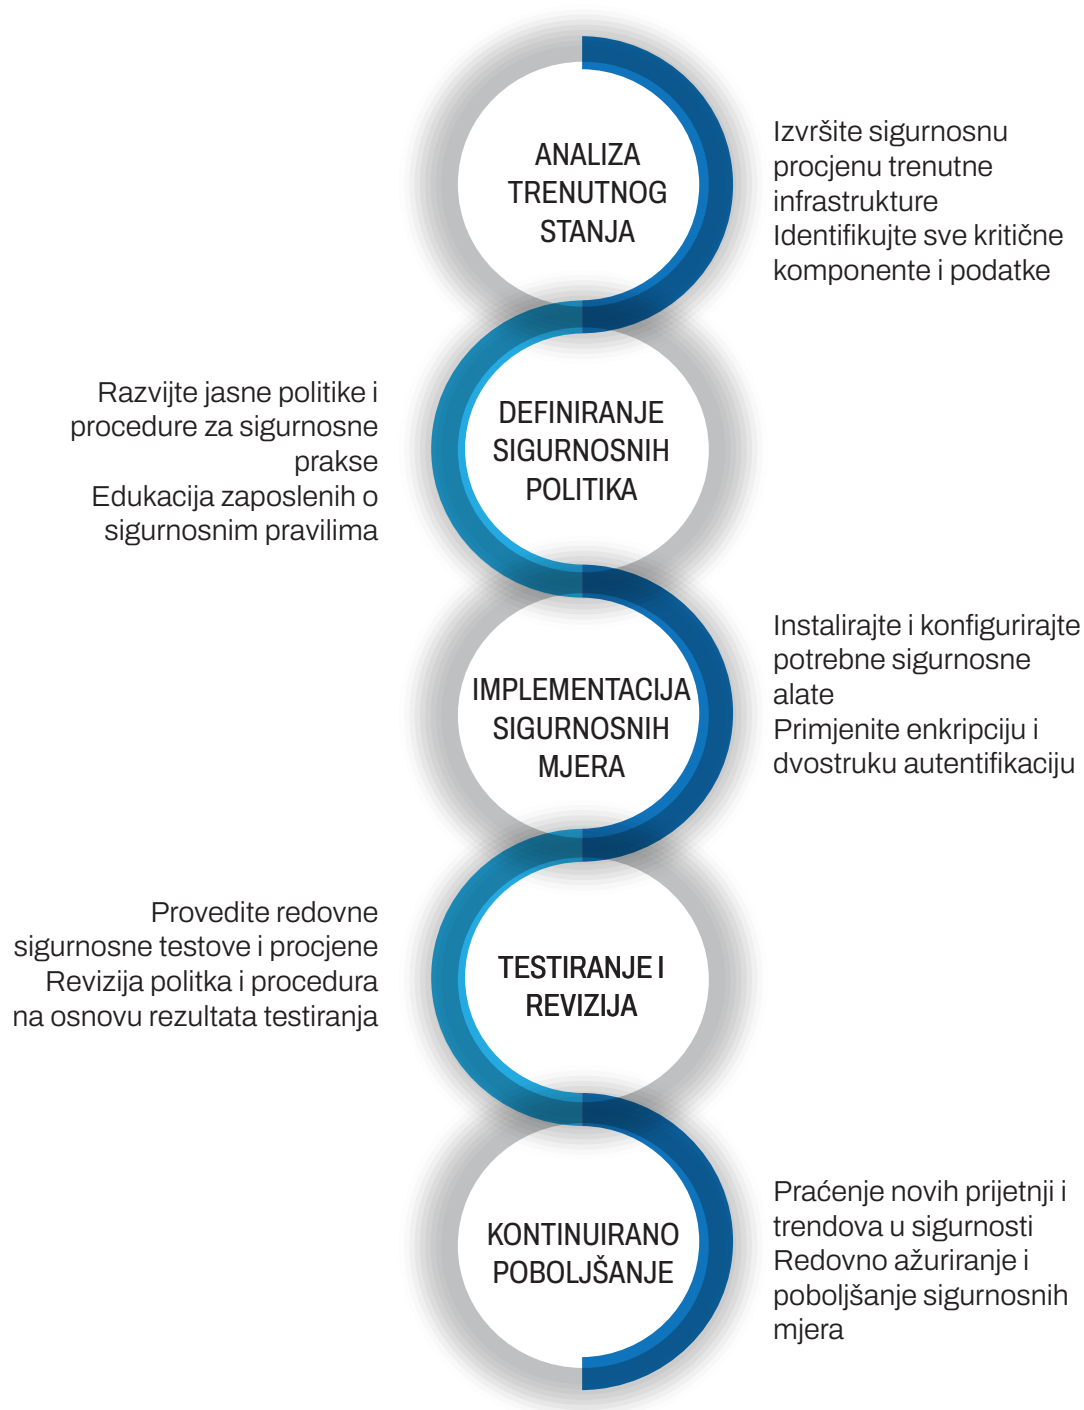 ANALIZA
TRENUTNOG
STANJA
Izvršite sigurnosnu
procjenu trenutne
infrastrukture
Identifikujte sve kritične
komponente i podatke
Razvijte jasne politike i
procedure za sigurnosne
prakse
Edukacija zaposlenih o
sigurnosnim pravilima
DEFINIRANJE
SIGURNOSNIH
POLITIKA
IMPLEMENTACIJA
SIGURNOSNIH
MJERA
Instalirajte i konfigurirajte
potrebne sigurnosne
alate
Primjenite enkripciju i
dvostruku autentifikaciju
Provedite redovne
sigurnosne testove i procjene
Revizija politka i procedura
na osnovu rezultata testiranja
TESTIRANJE I
REVIZIJA
KONTINUIRANO
POBOLJŠANJE
Praćenje novih prijetnji i
trendova u sigurnosti
Redovno ažuriranje i
poboljšanje sigurnosnih
mjera